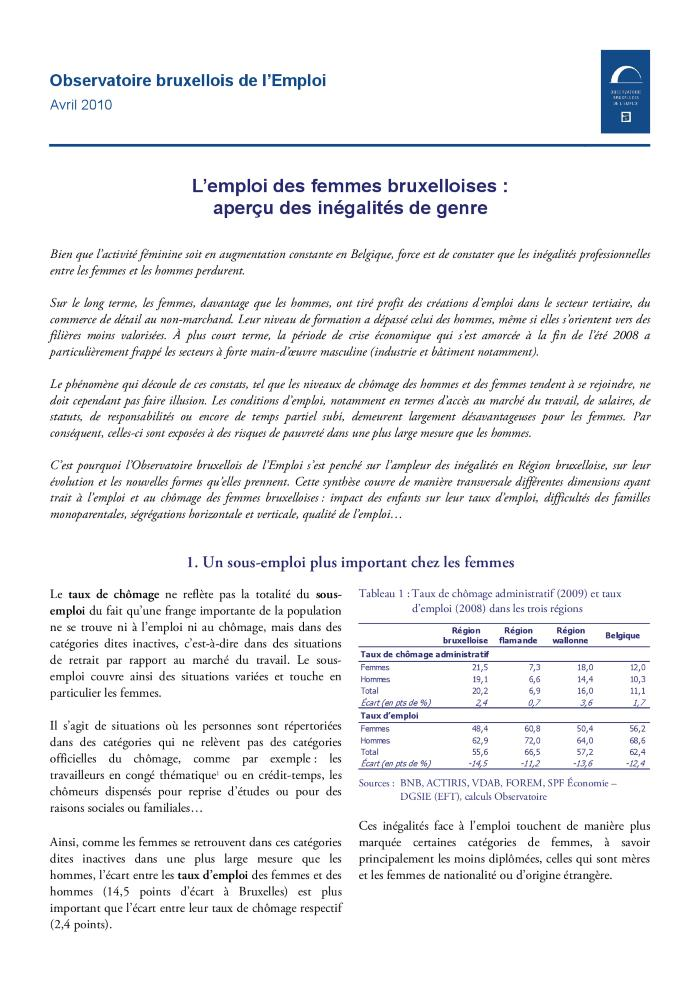 Observatoire bruxellois de l'Emploi
Avril 2010
OBSERVATOIRE
BRUXELLOIS
DE L'EMPLOI
L'emploi des femmes bruxelloises :
aperçu des inégalités de genre
Bien que l'activité féminine soit en augmentation constante en Belgique, force est de constater que les inégalités professionnelles
entre les femmes et les hommes perdurent.
Sur le long terme, les femmes, davantage que les hommes, ont tiré profit des créations d'emploi dans le secteur tertiaire, du
commerce de détail au non-marchand. Leur niveau de formation a dépassé celui des hommes, même si elles s'orientent vers des
filières moins valorisées. À plus court terme, la période de crise économique qui s'est amorcée à la fin de l'été 2008 a
particulièrement frappé les secteurs à forte main-d'œuvre masculine (industrie et bâtiment notamment).
Le phénomène qui découle de ces constats, tel que les niveaux de chômage des hommes et des femmes tendent à se rejoindre, ne
doit cependant pas faire illusion. Les conditions d'emploi, notamment en termes d'accès au marché du travail, de salaires, de
statuts, de responsabilités ou encore de temps partiel subi, demeurent largement désavantageuses pour les femmes. Par
conséquent, celles-ci sont exposées à des risques de pauvreté dans une plus large mesure que les hommes.
C'est pourquoi l'Observatoire bruxellois de l'Emploi s'est penché sur l'ampleur des inégalités en Région bruxelloise, sur leur
évolution et les nouvelles formes qu'elles prennent. Cette synthèse couvre de manière transversale différentes dimensions ayant
trait à l'emploi et au chômage des femmes bruxelloises : impact des enfants sur leur taux d'emploi, difficultés des familles
monoparentales, ségrégations horizontale et verticale, qualité de l'emploi…
1. Un sous-emploi plus important chez les femmes
Le taux de chômage ne reflète pas la totalité du sous-
emploi du fait qu'une frange importante de la population
ne se trouve ni à l'emploi ni au chômage, mais dans des
catégories dites inactives, c'est-à-dire dans des situations
de retrait par rapport au marché du travail. Le sous-
emploi couvre ainsi des situations variées et touche en
particulier les femmes.
Il s'agit de situations où les personnes sont répertoriées
dans des catégories qui ne relèvent pas des catégories
officielles du chômage, comme par exemple : les
travailleurs en congé thématique¹ ou en crédit-temps, les
chômeurs dispensés pour reprise d'études ou pour des
raisons sociales ou familiales…
Ainsi, comme les femmes se retrouvent dans ces catégories
dites inactives dans une plus large mesure que les
hommes, l'écart entre les taux d'emploi des femmes et des
hommes (14,5 points d'écart à Bruxelles) est plus
important que l'écart entre leur taux de chômage respectif
(2,4 points).
Tableau 1 : Taux de chômage administratif (2009) et taux
d'emploi (2008) dans les trois régions
Région bruxelloise Région flamande Région wallonne Belgique
Taux de chômage administratif
Femmes 21,5 7,3 18,0 12,0
Hommes 19,1 6,6 14,4 10,3
Total 20,2 6,9 16,0 11,1
Écart (en pts de %) 2,4 0,7 3,6 1,7
Taux d'emploi
Femmes 48,4 60,8 50,4 56,2
Hommes 62,9 72,0 64,0 68,6
Total 55,6 66,5 57,2 62,4
Écart (en pts de %) -14,5 -11,2 -13,6 -12,4
Sources : BNB, ACTIRIS, VDAB, FOREM, SPF Économie –
DGSIE (EFT), calculs Observatoire
Ces inégalités face à l'emploi touchent de manière plus
marquée certaines catégories de femmes, à savoir
principalement les moins diplômées, celles qui sont mères
et les femmes de nationalité ou d'origine étrangère.